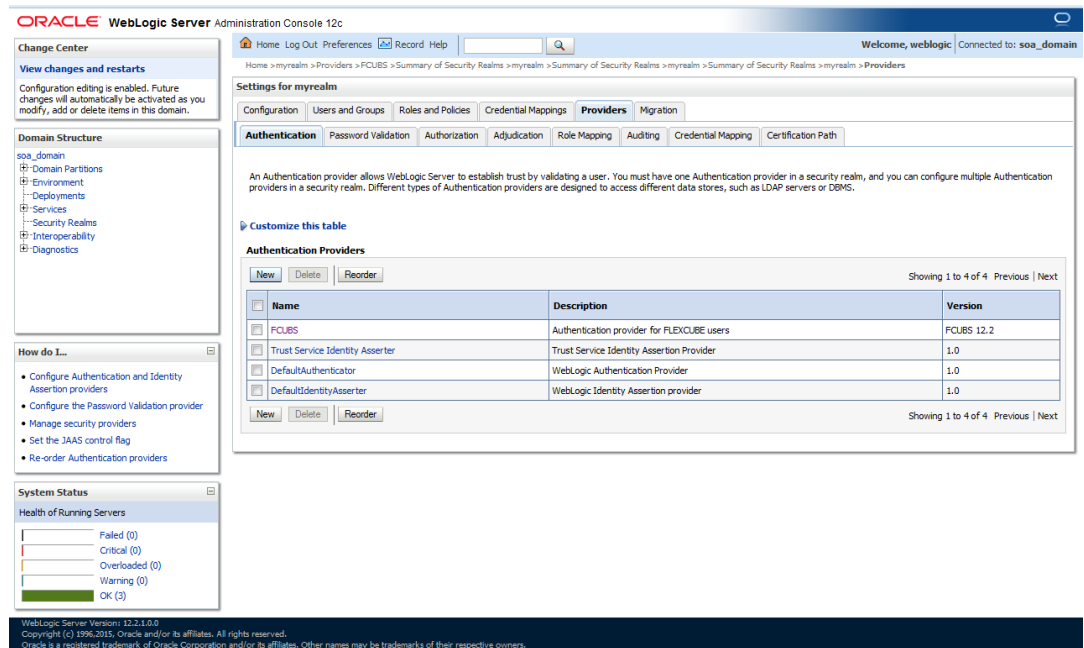 ORACLE WebLogic Server Administration Console 12c
Change Center
View changes and restarts
Configuration editing is enabled. Future
changes will automatically be activated as you
modify, add or delete items in this domain.
Domain Structure
soa_domain
Domain Partitions
Environment
Deployments
Services
Security Realms
Interoperability
Diagnostics
How do I...
Configure Authentication and Identity
Assertion providers
Configure the Password Validation provider
Manage security providers
Set the JAAS control flag
Re-order Authentication providers
System Status
Health of Running Servers
Failed (0)
Critical (0)
Overloaded (0)
Warning (0)
OK (3)
Home Log Out Preferences Record Help
Welcome, weblogic Connected to: soa_domain
Home >myrealm >Providers >FCUBS >Summary of Security Realms >myrealm >Summary of Security Realms >myrealm >Summary of Security Realms >myrealm >Providers
Settings for myrealm
Configuration Users and Groups Roles and Policies Credential Mappings Providers Migration
Authentication Password Validation Authorization Adjudication Role Mapping Auditing Credential Mapping Certification Path
An Authentication provider allows WebLogic Server to establish trust by validating a user. You must have one Authentication provider in a security realm, and you can configure multiple Authentication
providers in a security realm. Different types of Authentication providers are designed to access different data stores, such as LDAP servers or DBMS.
Customize this table
Authentication Providers
New Delete Reorder Showing 1 to 4 of 4 Previous | Next
Name Description Version
FCUBS Authentication provider for FLEXCUBE users FCUBS 12.2
Trust Service Identity Asserter Trust Service Identity Assertion Provider 1.0
DefaultAuthenticator WebLogic Authentication Provider 1.0
DefaultIdentityAsserter WebLogic Identity Assertion provider 1.0
New Delete Reorder Showing 1 to 4 of 4 Previous | Next
WebLogic Server Version: 12.2.1.0.0
Copyright (c) 1996,2015, Oracle and/or its affiliates. All rights reserved.
Oracle is a registered trademark of Oracle Corporation and/or its affiliates. Other names may be trademarks of their respective owners.